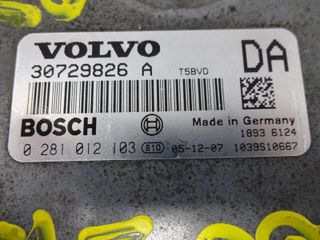 VOLVO
DA
30729826 A T5BVD
BOSCH
Made in Germany
1893 6124
0 281 012 103 810 05-12-07 1039S10667